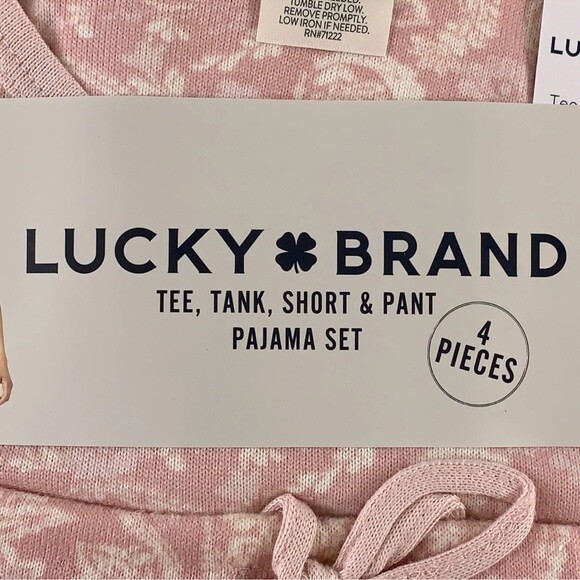 TUMBLE DRY LOW.
REMOVE PROMPTLY.
LOW IRON IF NEEDED.
RN#71222
LU
LUCKY BRAND
TEE, TANK, SHORT & PANT
PAJAMA SET
4
PIECES